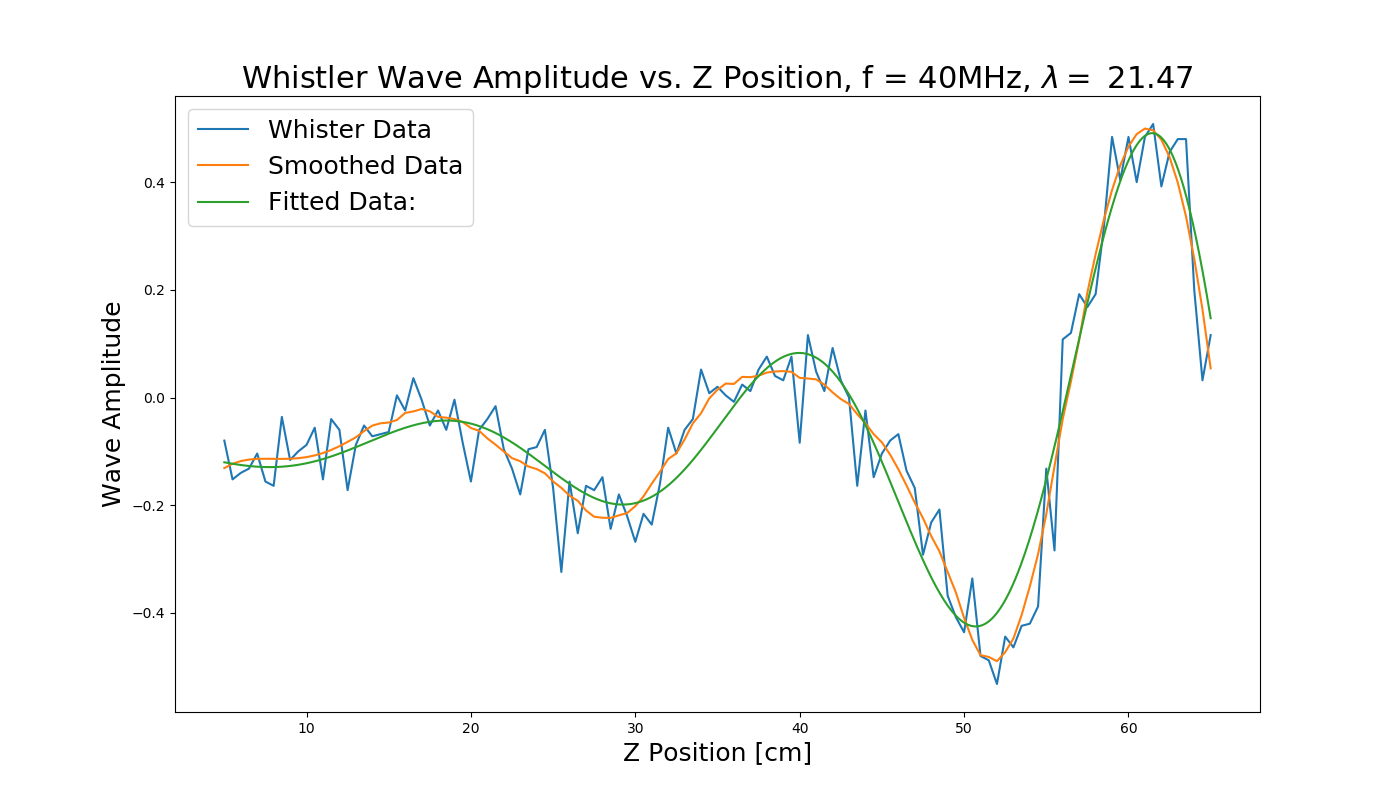 Whistler Wave Amplitude vs. Z Position, f = 40MHz, λ = 21.47
Whister Data
Smoothed Data
Fitted Data:
Wave Amplitude
0.4
0.2
0.0
−0.2
−0.4
10 20 30 40 50 60
Z Position [cm]